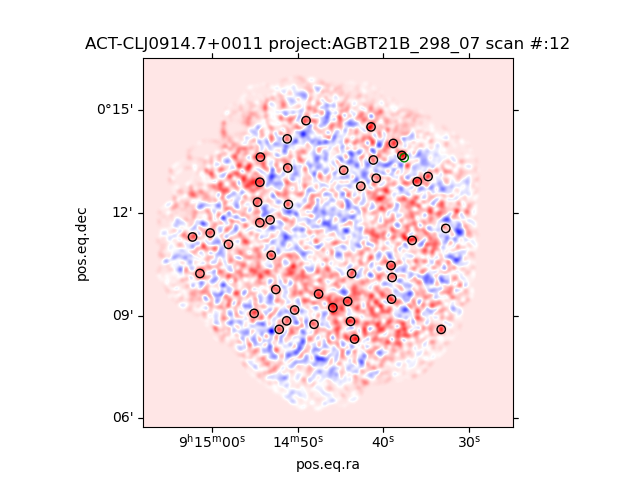 ACT-CLJ0914.7+0011 project:AGBT21B_298_07 scan #:12
0°15'
12'
09'
06'
9ʰ15ᵐ00ˢ 14ᵐ50ˢ 40ˢ 30ˢ
pos.eq.ra
pos.eq.dec